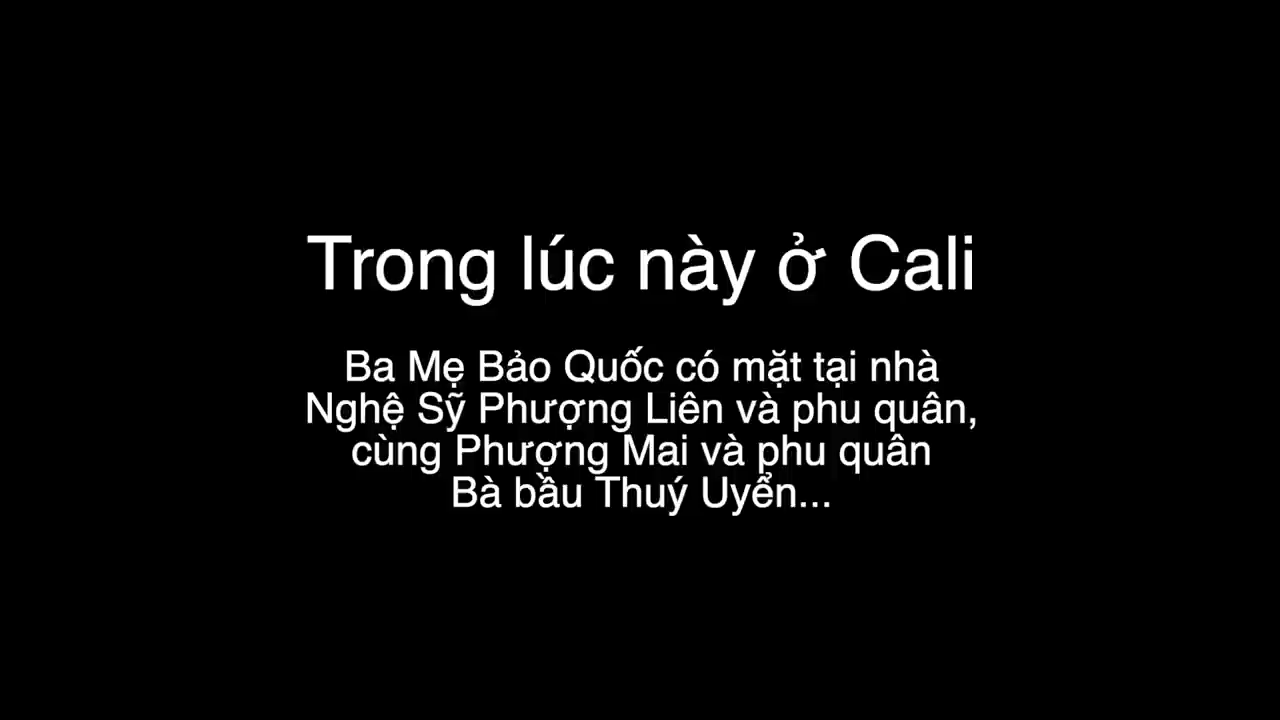 Trong lúc này ở Cali
Ba Mẹ Bảo Quốc có mặt tại nhà
Nghệ Sỹ Phượng Liên và phu quân,
cùng Phượng Mai và phu quân
Bà bầu Thuý Uyển...